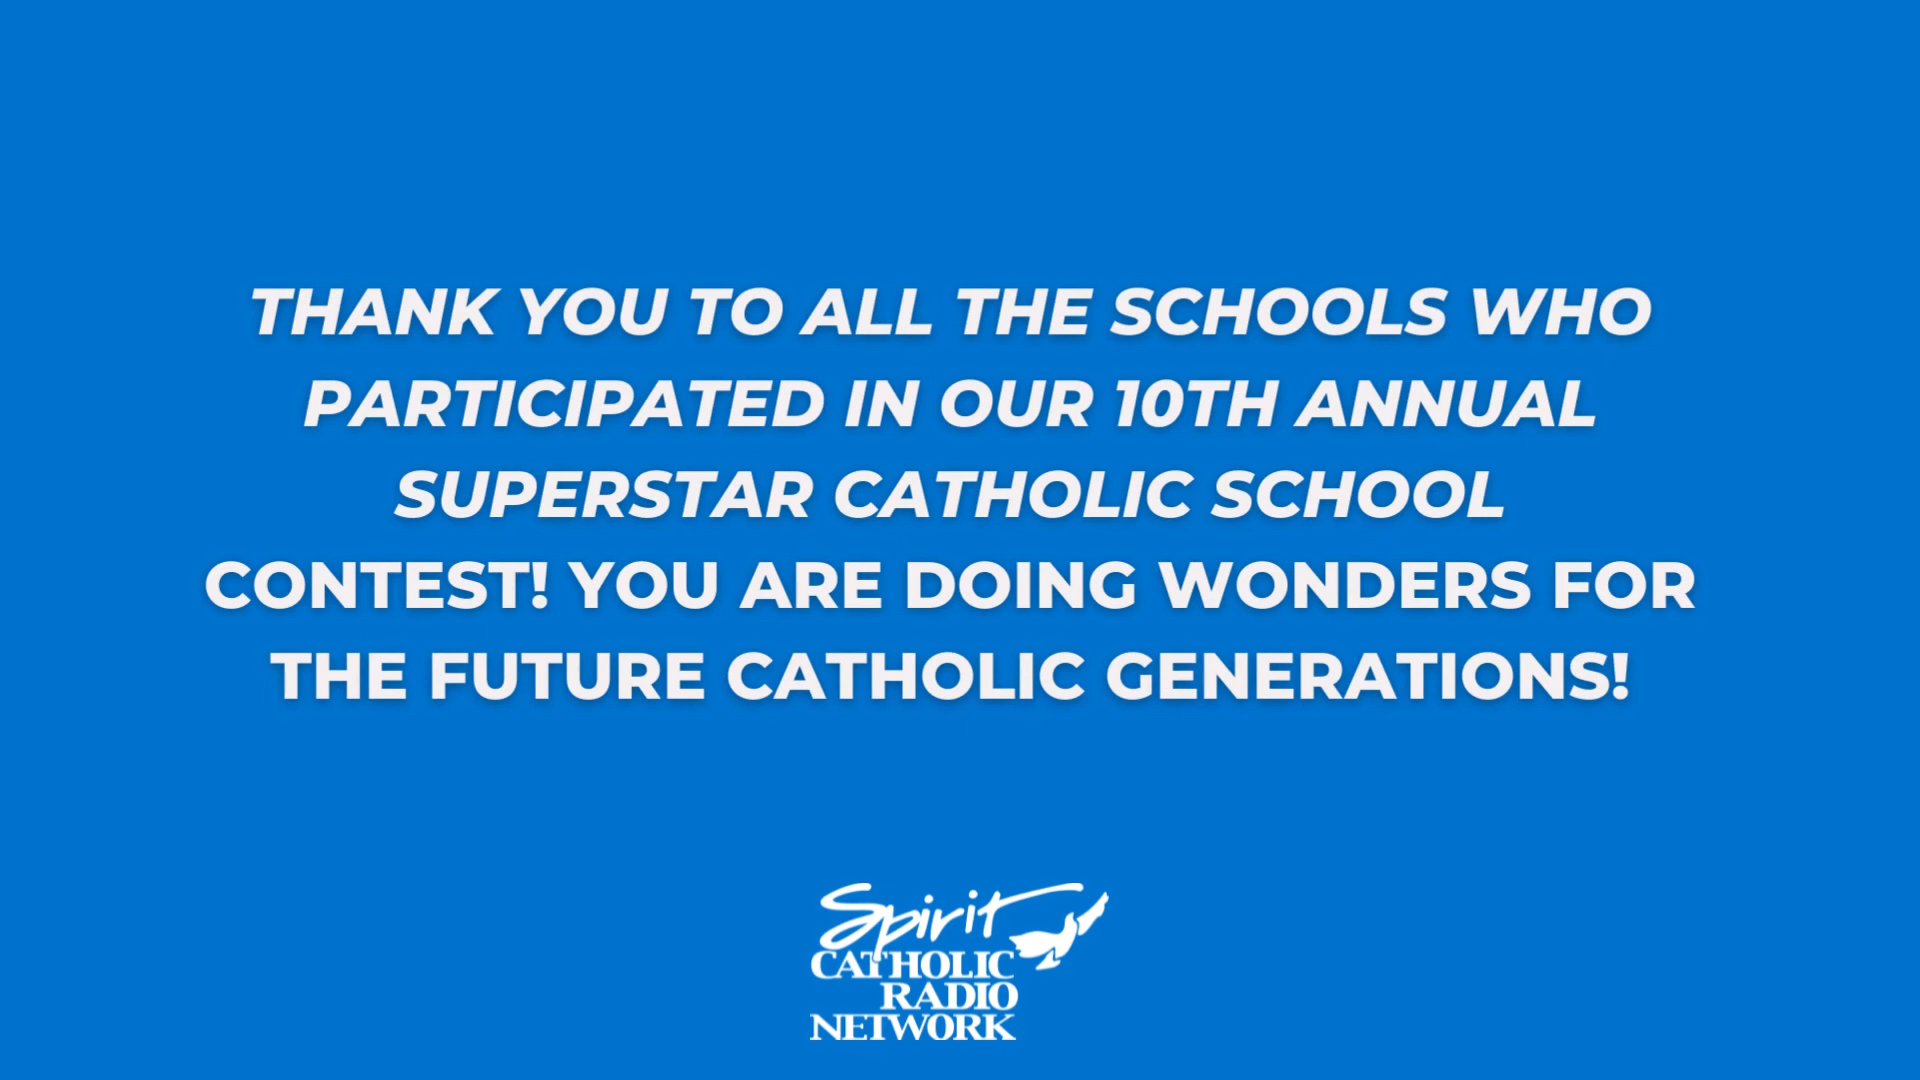 THANK YOU TO ALL THE SCHOOLS WHO
PARTICIPATED IN OUR 10TH ANNUAL
SUPERSTAR CATHOLIC SCHOOL
CONTEST! YOU ARE DOING WONDERS FOR
THE FUTURE CATHOLIC GENERATIONS!
Spirit
CATHOLIC
RADIO
NETWORK